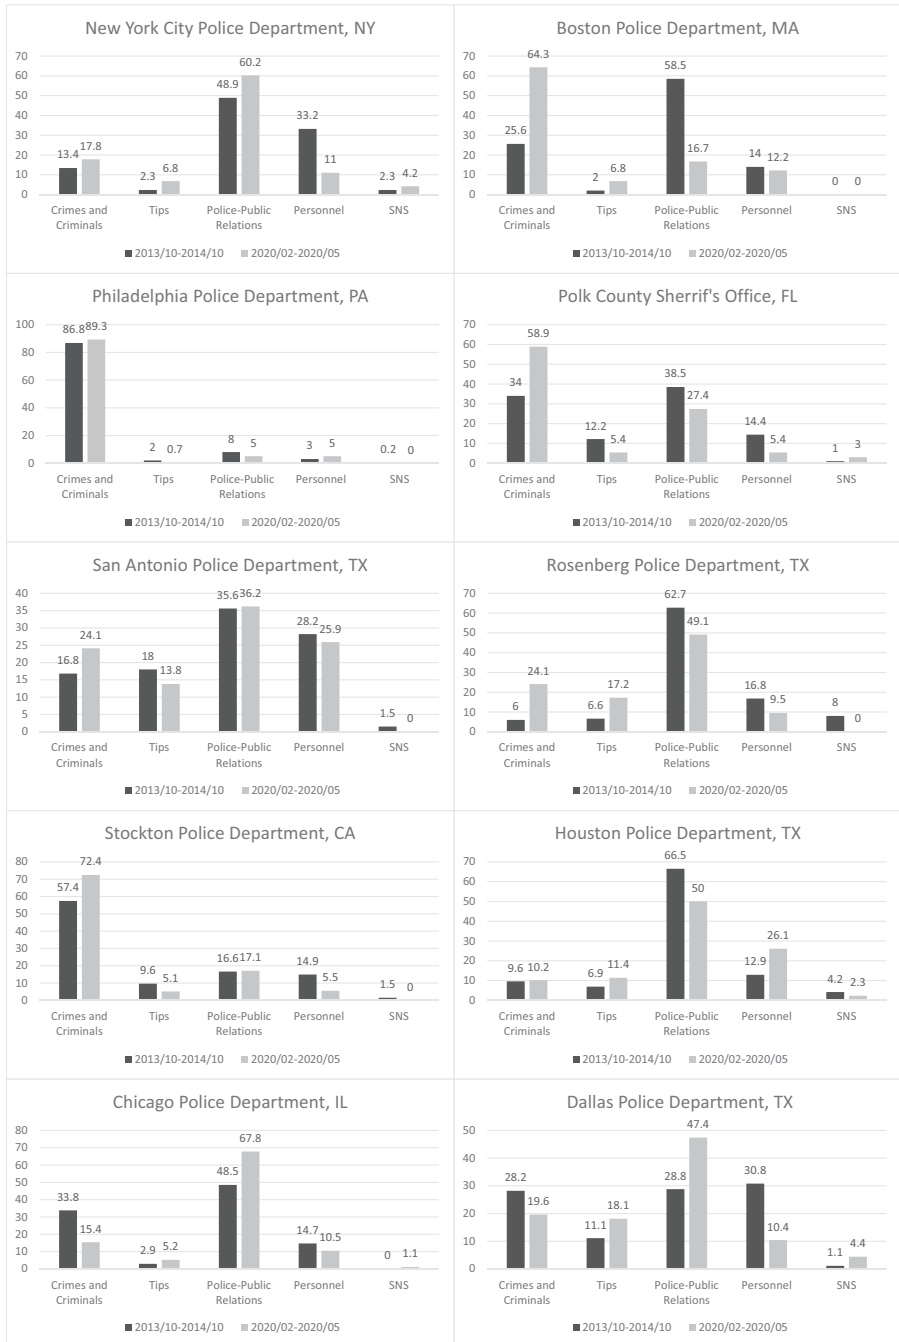 New York City Police Department, NY
70
60
50
40
30
20
10
0
13.4 17.8
2.3 6.8
48.9 60.2
33.2 11
2.3 4.2
Crimes and Criminals
Tips
Police-Public Relations
Personnel
SNS
2013/10-2014/10 2020/02-2020/05
Boston Police Department, MA
70
60
50
40
30
20
10
0
25.6 64.3
2 6.8
58.5 16.7
14 12.2
0 0
Crimes and Criminals
Tips
Police-Public Relations
Personnel
SNS
2013/10-2014/10 2020/02-2020/05
Philadelphia Police Department, PA
100
80
60
40
20
0
86.8 89.3
2 0.7
8 5
3 5
0.2 0
Crimes and Criminals
Tips
Police-Public Relations
Personnel
SNS
2013/10-2014/10 2020/02-2020/05
Polk County Sherrif's Office, FL
70
60
50
40
30
20
10
0
34 58.9
12.2 5.4
38.5 27.4
14.4 5.4
1 3
Crimes and Criminals
Tips
Police-Public Relations
Personnel
SNS
2013/10-2014/10 2020/02-2020/05
San Antonio Police Department, TX
40
35
30
25
20
15
10
5
0
16.8 24.1
18 13.8
35.6 36.2
28.2 25.9
1.5 0
Crimes and Criminals
Tips
Police-Public Relations
Personnel
SNS
2013/10-2014/10 2020/02-2020/05
Rosenberg Police Department, TX
70
60
50
40
30
20
10
0
6 24.1
6.6 17.2
62.7 49.1
16.8 9.5
8 0
Crimes and Criminals
Tips
Police-Public Relations
Personnel
SNS
2013/10-2014/10 2020/02-2020/05
Stockton Police Department, CA
80
70
60
50
40
30
20
10
0
57.4 72.4
9.6 5.1
16.6 17.1
14.9 5.5
1.5 0
Crimes and Criminals
Tips
Police-Public Relations
Personnel
SNS
2013/10-2014/10 2020/02-2020/05
Houston Police Department, TX
70
60
50
40
30
20
10
0
9.6 10.2
6.9 11.4
66.5 50
12.9 26.1
4.2 2.3
Crimes and Criminals
Tips
Police-Public Relations
Personnel
SNS
2013/10-2014/10 2020/02-2020/05
Chicago Police Department, IL
80
70
60
50
40
30
20
10
0
33.8 15.4
2.9 5.2
48.5 67.8
14.7 10.5
0 1.1
Crimes and Criminals
Tips
Police-Public Relations
Personnel
SNS
2013/10-2014/10 2020/02-2020/05
Dallas Police Department, TX
50
40
30
20
10
0
28.2 19.6
11.1 18.1
28.8 47.4
30.8 10.4
1.1 4.4
Crimes and Criminals
Tips
Police-Public Relations
Personnel
SNS
2013/10-2014/10 2020/02-2020/05